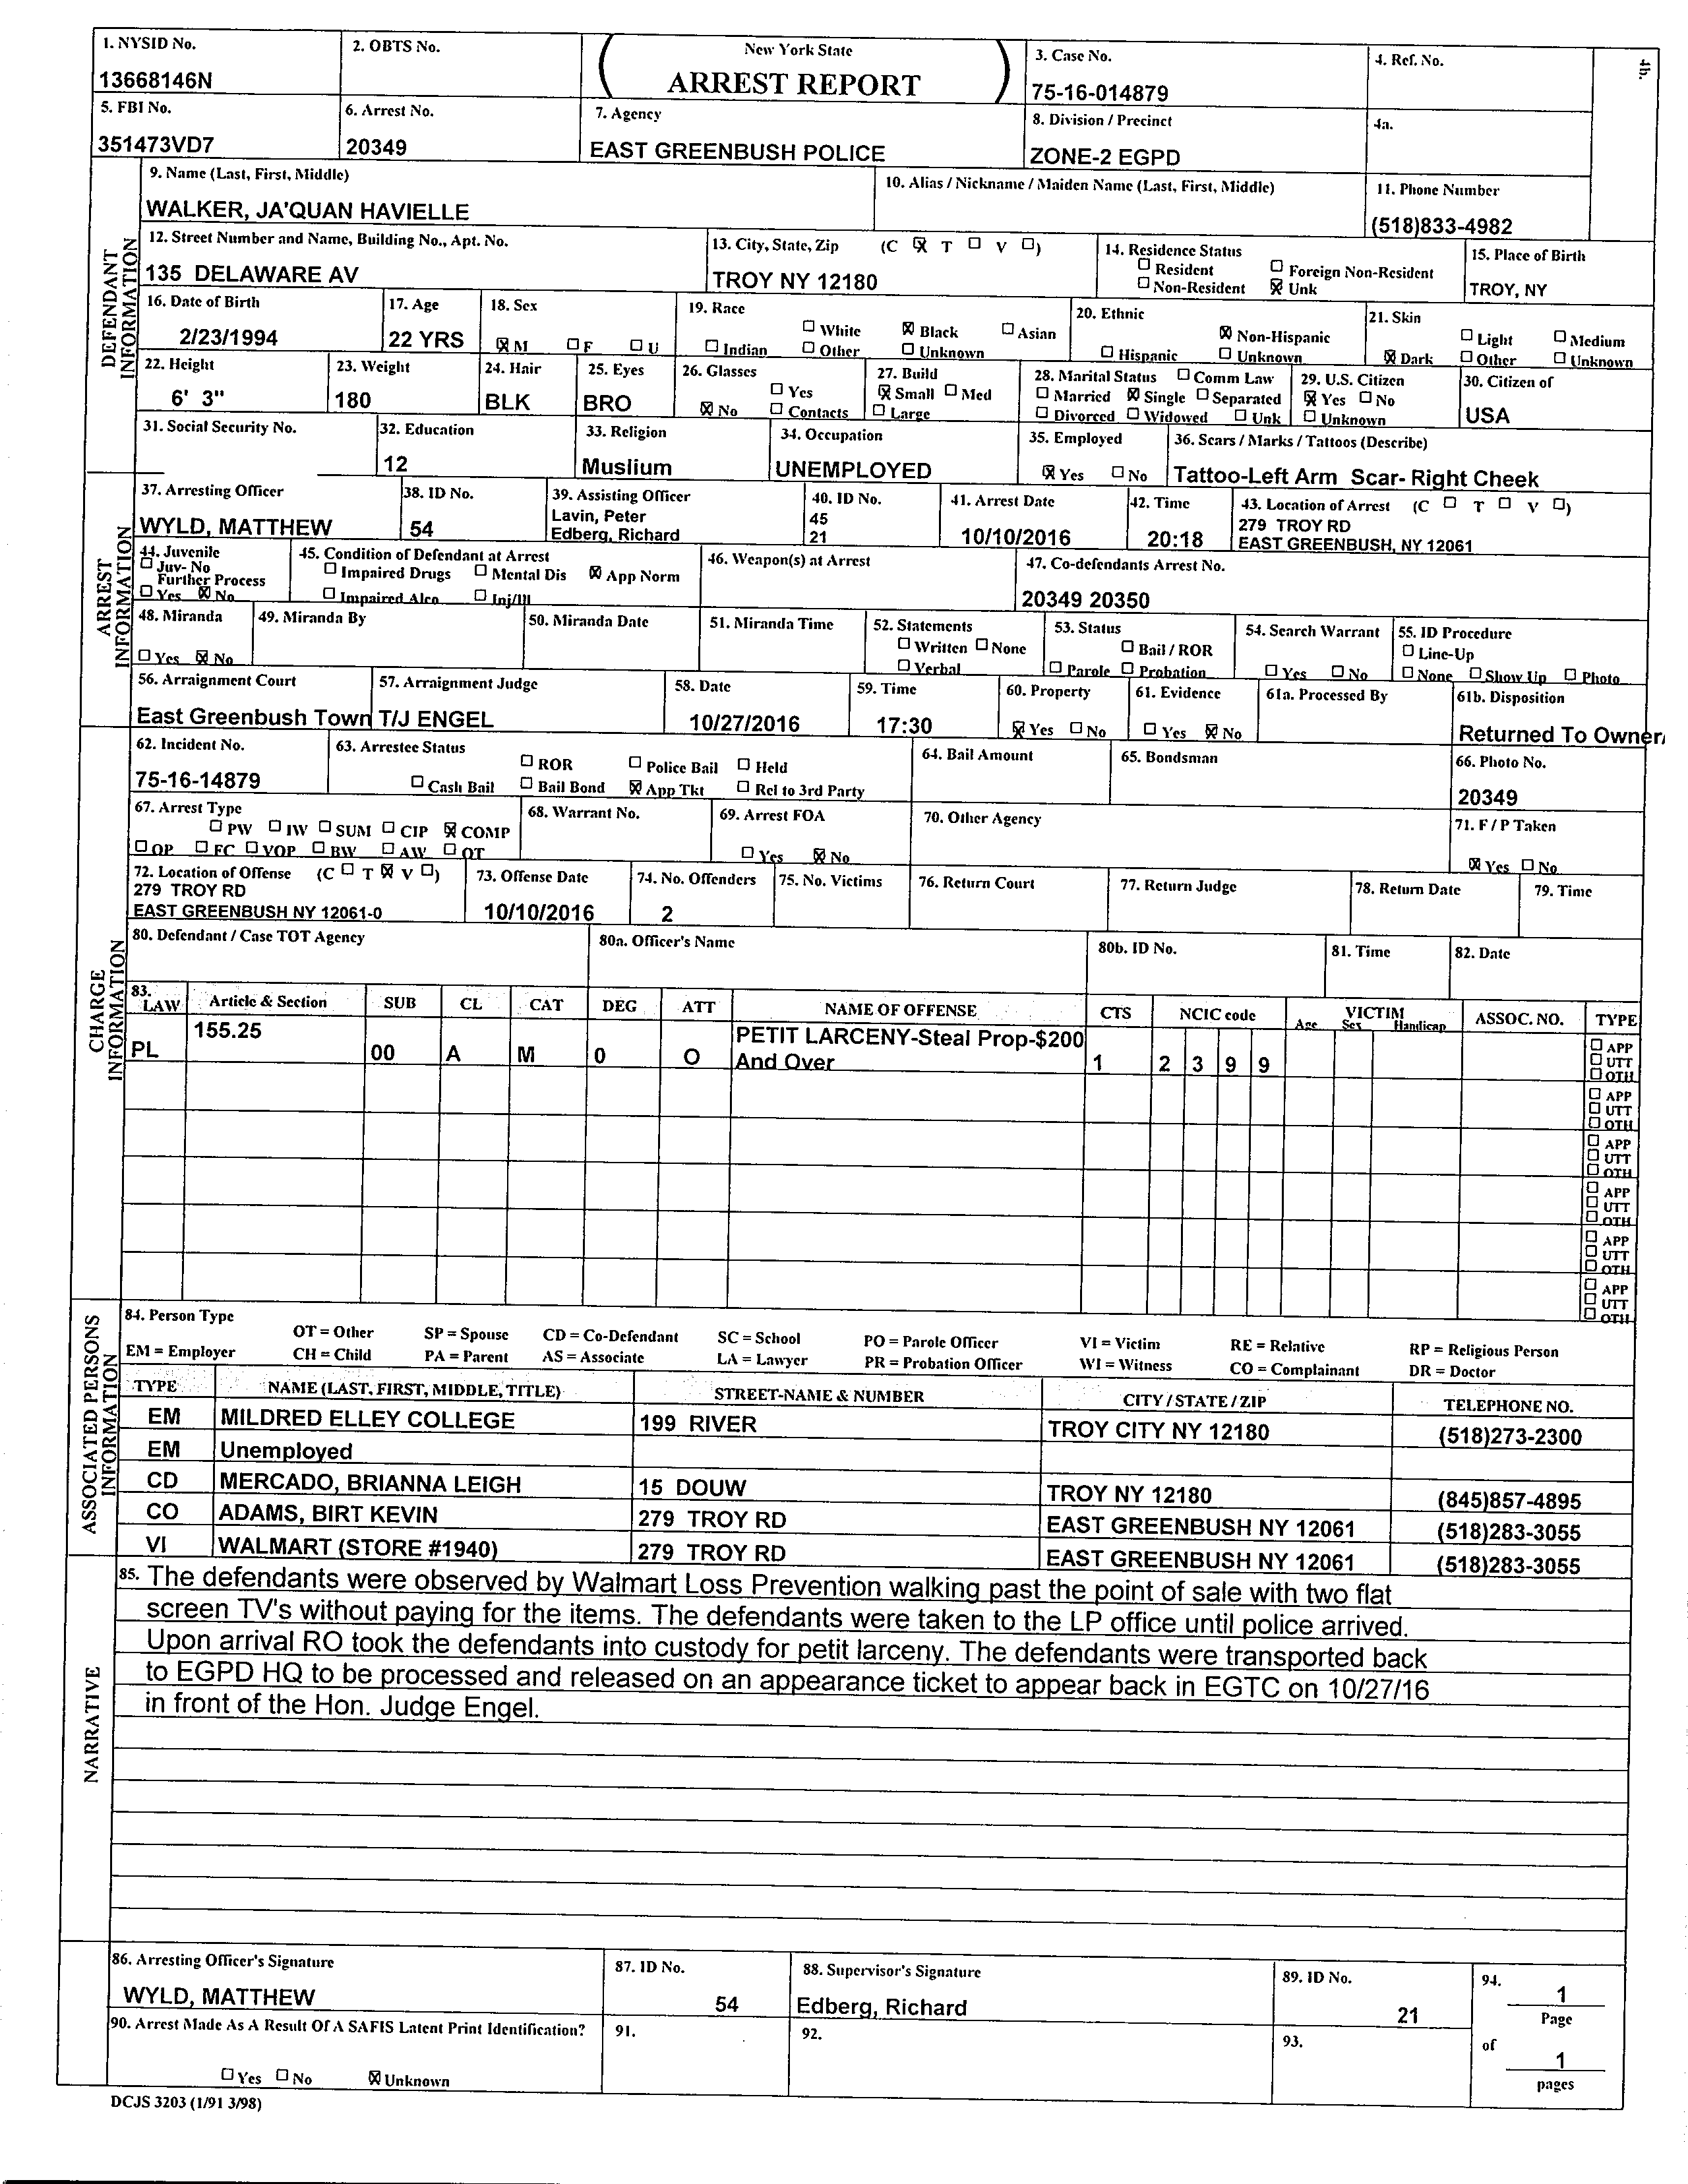 1. NYSID No.
13668146N
2. OBTS No.
New York State
ARREST REPORT
3. Case No.
75-16-014879
4. Ref. No.
4b.
5. FBI No.
351473VD7
6. Arrest No.
20349
7. Agency
EAST GREENBUSH POLICE
8. Division / Precinct
ZONE-2 EGPD
4a.
DEFENDANT INFORMATION
9. Name (Last, First, Middle)
WALKER, JA'QUAN HAVIELLE
10. Alias / Nickname / Maiden Name (Last, First, Middle)
11. Phone Number
(518)833-4982
12. Street Number and Name, Building No., Apt. No.
135 DELAWARE AV
13. City, State, Zip (C ☒ T ☐ V ☐)
TROY NY 12180
14. Residence Status
☐ Resident ☐ Foreign Non-Resident
☐ Non-Resident ☒ Unk
15. Place of Birth
TROY, NY
16. Date of Birth
2/23/1994
17. Age
22 YRS
18. Sex
☒ M ☐ F ☐ U
19. Race
☐ White ☒ Black ☐ Asian
☐ Indian ☐ Other ☐ Unknown
20. Ethnic
☒ Non-Hispanic
☐ Hispanic ☐ Unknown
21. Skin
☐ Light ☐ Medium
☒ Dark ☐ Other ☐ Unknown
22. Height
6' 3"
23. Weight
180
24. Hair
BLK
25. Eyes
BRO
26. Glasses
☐ Yes
☒ No ☐ Contacts
27. Build
☒ Small ☐ Med
☐ Large
28. Marital Status ☐ Comm Law
☐ Married ☒ Single ☐ Separated
☐ Divorced ☐ Widowed ☐ Unk
29. U.S. Citizen
☒ Yes ☐ No
☐ Unknown
30. Citizen of
USA
31. Social Security No.
32. Education
12
33. Religion
Muslium
34. Occupation
UNEMPLOYED
35. Employed
☒ Yes ☐ No
36. Scars / Marks / Tattoos (Describe)
Tattoo-Left Arm Scar- Right Cheek
ARREST INFORMATION
37. Arresting Officer
WYLD, MATTHEW
38. ID No.
54
39. Assisting Officer
Lavin, Peter
Edberg, Richard
40. ID No.
45
21
41. Arrest Date
10/10/2016
42. Time
20:18
43. Location of Arrest (C ☐ T ☐ V ☐)
279 TROY RD
EAST GREENBUSH, NY 12061
44. Juvenile
☐ Juv- No
Further Process
☐ Yes ☒ No
45. Condition of Defendant at Arrest
☐ Impaired Drugs ☐ Mental Dis ☒ App Norm
☐ Impaired Alco ☐ Inj/Ill
46. Weapon(s) at Arrest
47. Co-defendants Arrest No.
20349 20350
48. Miranda
☐ Yes ☒ No
49. Miranda By
50. Miranda Date
51. Miranda Time
52. Statements
☐ Written ☐ None
☐ Verbal
53. Status
☐ Bail / ROR
☐ Parole ☐ Probation
54. Search Warrant
☐ Yes ☐ No
55. ID Procedure
☐ Line-Up
☐ None ☐ Show Up ☐ Photo
56. Arraignment Court
East Greenbush Town
57. Arraignment Judge
T/J ENGEL
58. Date
10/27/2016
59. Time
17:30
60. Property
☒ Yes ☐ No
61. Evidence
☐ Yes ☒ No
61a. Processed By
61b. Disposition
Returned To Owner/
CHARGE INFORMATION
62. Incident No.
75-16-14879
63. Arrestee Status
☐ ROR ☐ Police Bail ☐ Held
☐ Cash Bail ☐ Bail Bond ☒ App Tkt ☐ Rel to 3rd Party
64. Bail Amount
65. Bondsman
66. Photo No.
20349
67. Arrest Type
☐ PW ☐ IW ☐ SUM ☐ CIP ☒ COMP
☐ OP ☐ FC ☐ VOP ☐ BW ☐ AW ☐ OT
68. Warrant No.
69. Arrest FOA
☐ Yes ☒ No
70. Other Agency
71. F / P Taken
☒ Yes ☐ No
72. Location of Offense (C ☐ T ☒ V ☐)
279 TROY RD
EAST GREENBUSH NY 12061-0
73. Offense Date
10/10/2016
74. No. Offenders
2
75. No. Victims
76. Return Court
77. Return Judge
78. Return Date
79. Time
80. Defendant / Case TOT Agency
80a. Officer's Name
80b. ID No.
81. Time
82. Date
83. LAW Article & Section SUB CL CAT DEG ATT NAME OF OFFENSE CTS NCIC code VICTIM Age Sex Handicap ASSOC. NO. TYPE
PL 155.25 00 A M 0 O PETIT LARCENY-Steal Prop-$200
And Over 1 2 3 9 9
☐ APP
☐ UTT
☐ OTH
☐ APP
☐ UTT
☐ OTH
☐ APP
☐ UTT
☐ OTH
☐ APP
☐ UTT
☐ OTH
☐ APP
☐ UTT
☐ OTH
☐ APP
☐ UTT
☐ OTH
ASSOCIATED PERSONS INFORMATION
84. Person Type
OT = Other SP = Spouse CD = Co-Defendant SC = School PO = Parole Officer VI = Victim RE = Relative RP = Religious Person
EM = Employer CH = Child PA = Parent AS = Associate LA = Lawyer PR = Probation Officer WI = Witness CO = Complainant DR = Doctor
TYPE NAME (LAST, FIRST, MIDDLE, TITLE) STREET-NAME & NUMBER CITY / STATE / ZIP TELEPHONE NO.
EM MILDRED ELLEY COLLEGE 199 RIVER TROY CITY NY 12180 (518)273-2300
EM Unemployed
CD MERCADO, BRIANNA LEIGH 15 DOUW TROY NY 12180 (845)857-4895
CO ADAMS, BIRT KEVIN 279 TROY RD EAST GREENBUSH NY 12061 (518)283-3055
VI WALMART (STORE #1940) 279 TROY RD EAST GREENBUSH NY 12061 (518)283-3055
NARRATIVE
85. The defendants were observed by Walmart Loss Prevention walking past the point of sale with two flat
screen TV's without paying for the items. The defendants were taken to the LP office until police arrived.
Upon arrival RO took the defendants into custody for petit larceny. The defendants were transported back
to EGPD HQ to be processed and released on an appearance ticket to appear back in EGTC on 10/27/16
in front of the Hon. Judge Engel.
86. Arresting Officer's Signature
WYLD, MATTHEW
87. ID No.
54
88. Supervisor's Signature
Edberg, Richard
89. ID No.
21
94.
1
Page
of
1
pages
90. Arrest Made As A Result Of A SAFIS Latent Print Identification?
☐ Yes ☐ No ☒ Unknown
91.
92.
93.
DCJS 3203 (1/91 3/98)